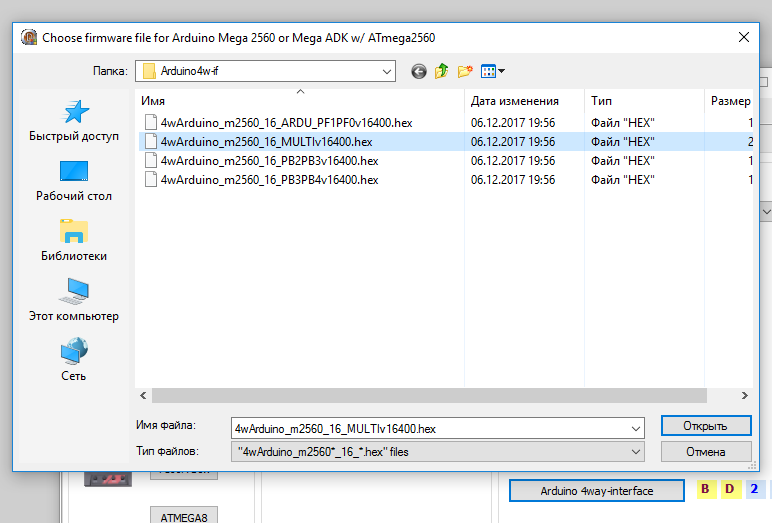 Choose firmware file for Arduino Mega 2560 or Mega ADK w/ ATmega2560
Папка: Arduino4w-if
Имя Дата изменения Тип Размер
4wArduino_m2560_16_ARDU_PF1PF0v16400.hex 06.12.2017 19:56 Файл "HEX" 1
4wArduino_m2560_16_MULTIv16400.hex 06.12.2017 19:56 Файл "HEX" 2
4wArduino_m2560_16_PB2PB3v16400.hex 06.12.2017 19:56 Файл "HEX" 1
4wArduino_m2560_16_PB3PB4v16400.hex 06.12.2017 19:56 Файл "HEX" 1
Быстрый доступ
Рабочий стол
Библиотеки
Этот компьютер
Сеть
Имя файла: 4wArduino_m2560_16_MULTIv16400.hex Открыть
Тип файлов: "4wArduino_m2560*_16_*.hex" files Отмена
Arduino 4way-interface B D 2
ATMEGA8